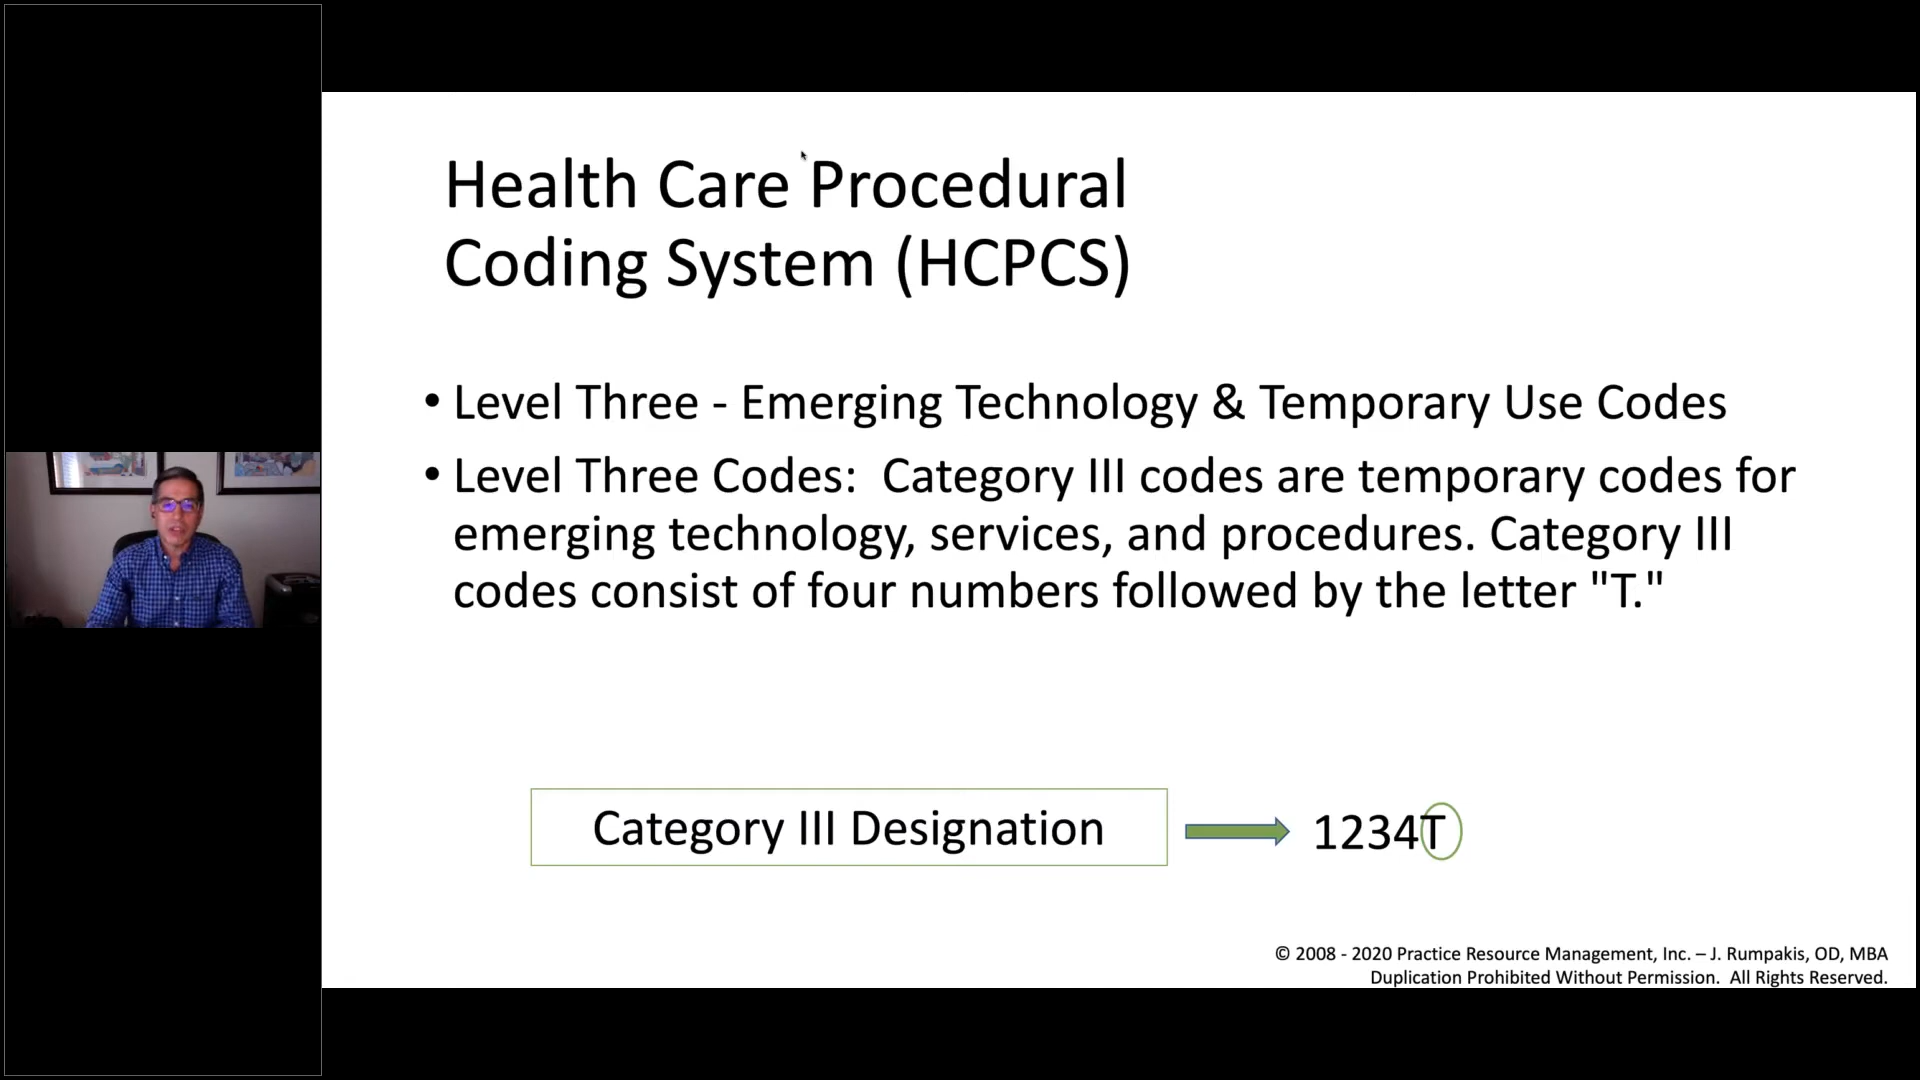 Health Care Procedural
Coding System (HCPCS)
• Level Three - Emerging Technology & Temporary Use Codes
• Level Three Codes:  Category III codes are temporary codes for
emerging technology, services, and procedures. Category III
codes consist of four numbers followed by the letter "T."
Category III Designation
1234T
© 2008 - 2020 Practice Resource Management, Inc. – J. Rumpakis, OD, MBA
Duplication Prohibited Without Permission.  All Rights Reserved.